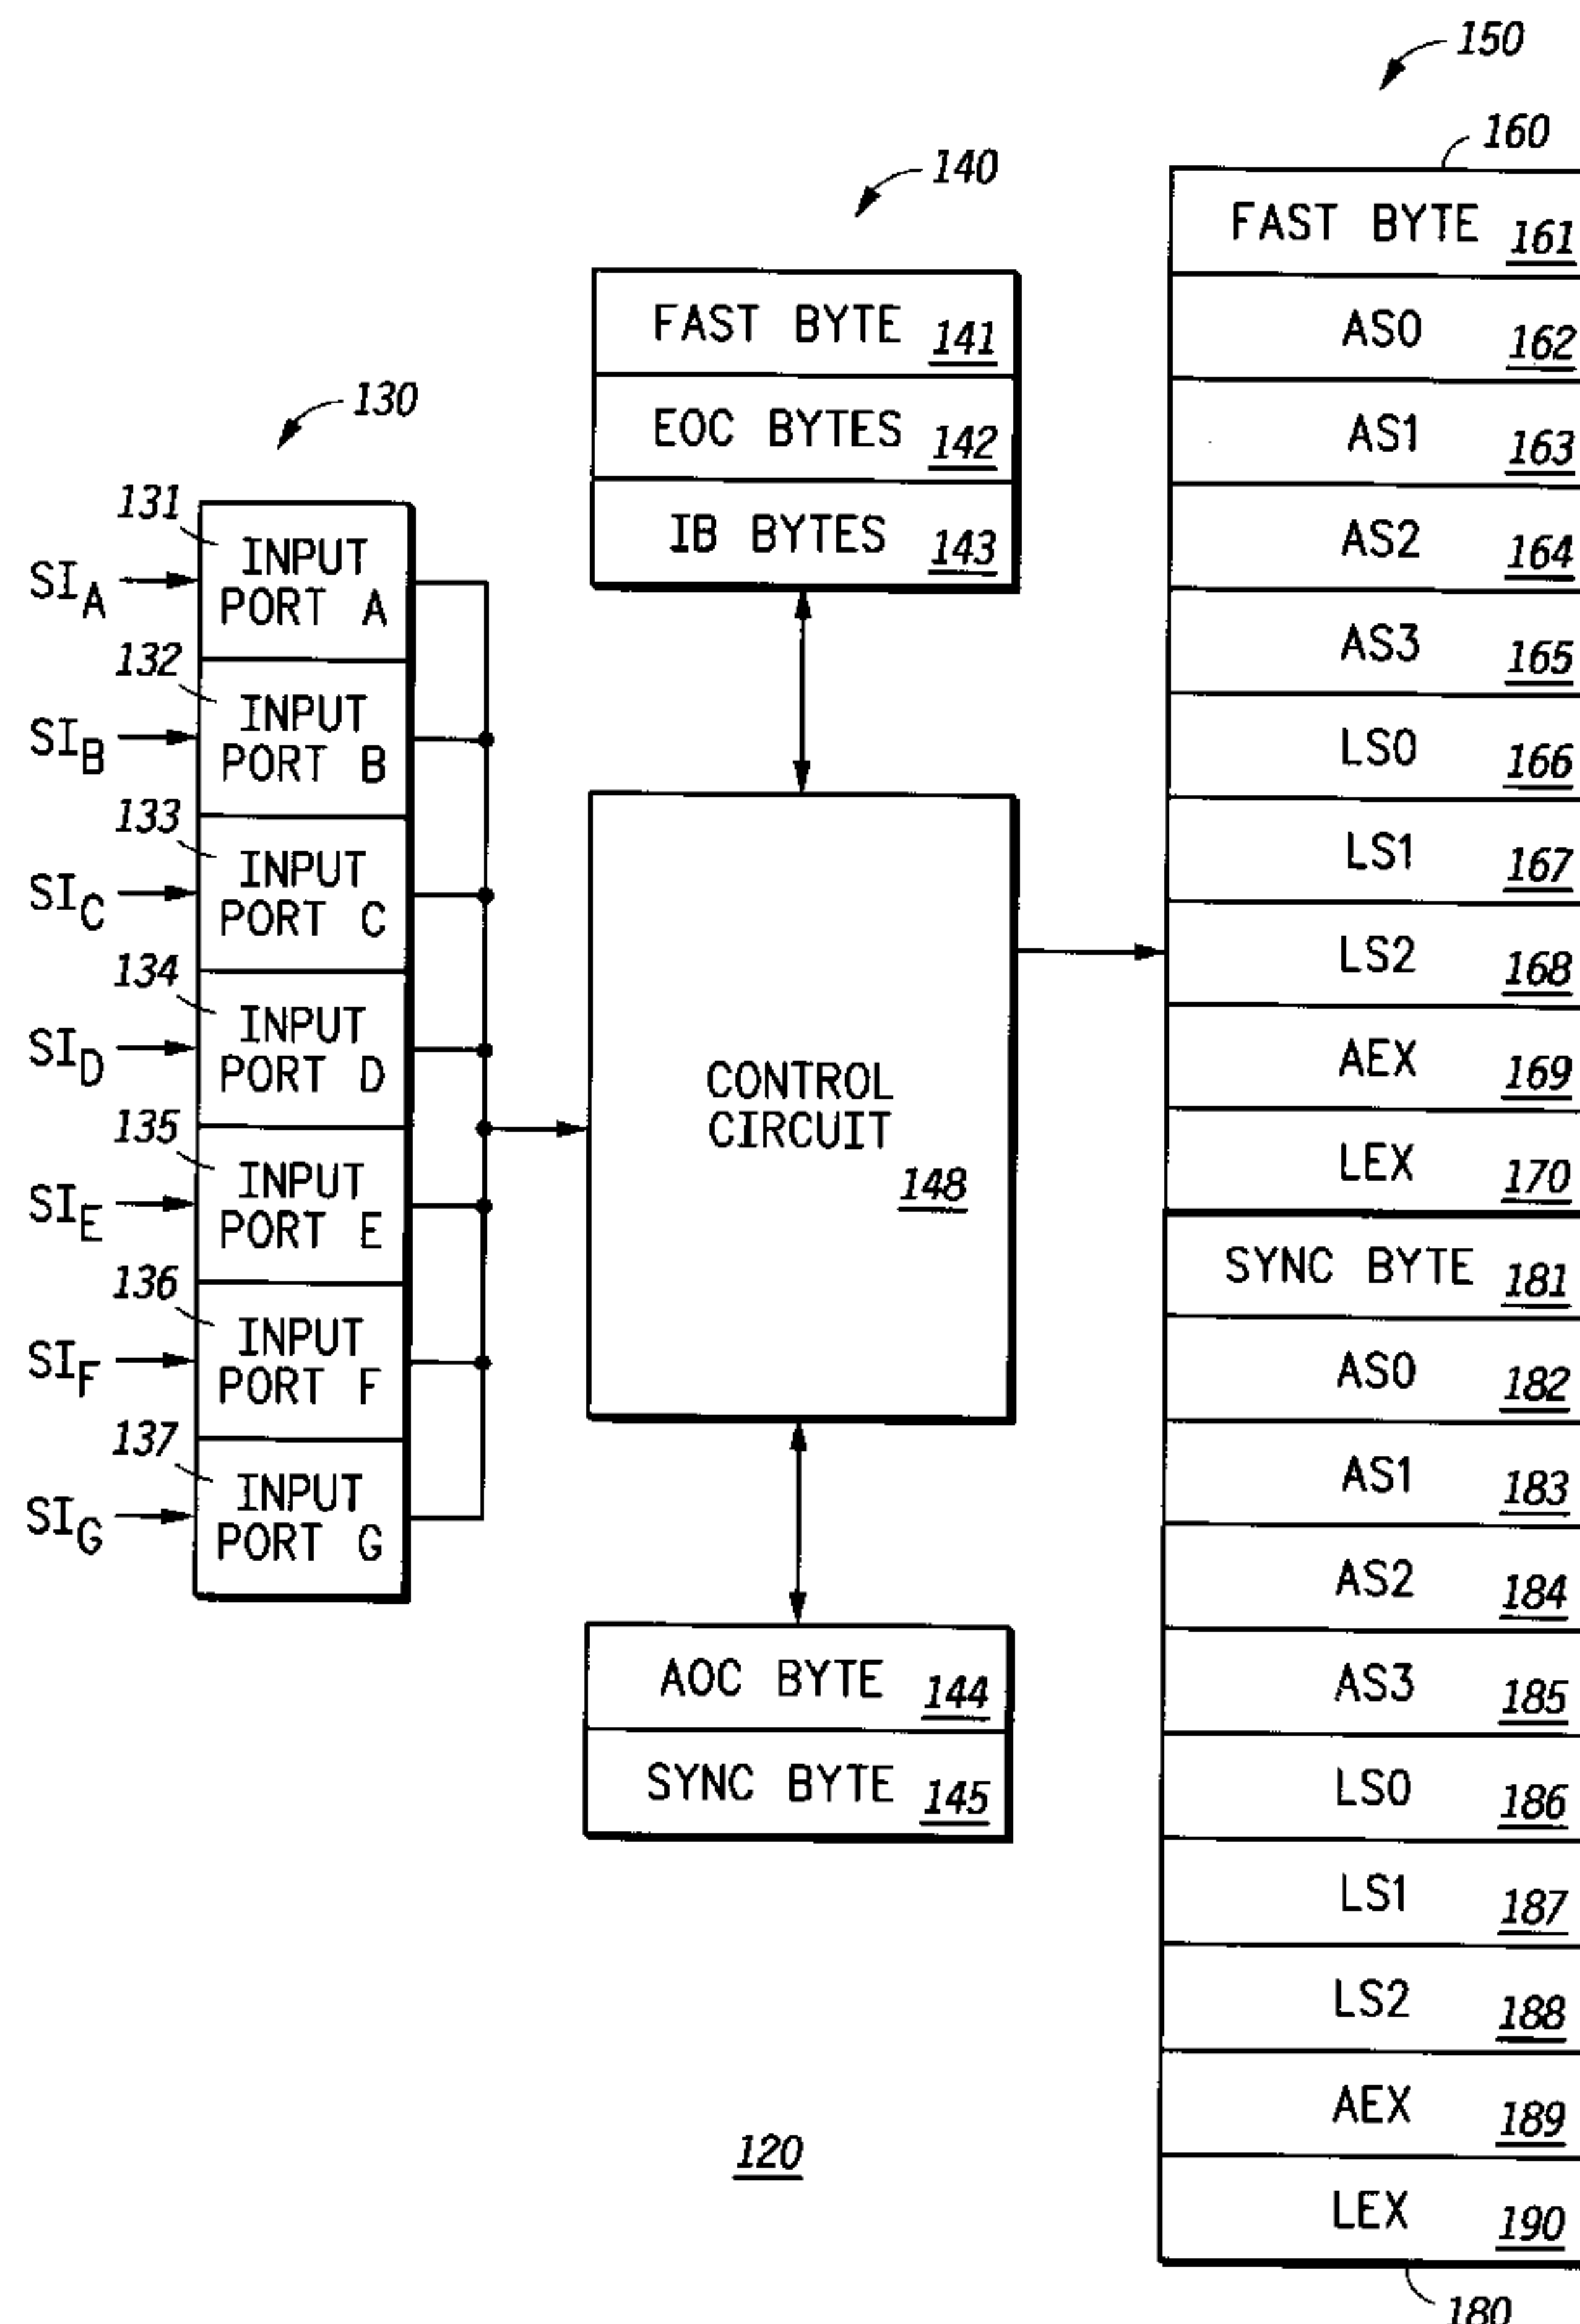 150
160
140
130
FAST BYTE 161
AS0 162
AS1 163
AS2 164
AS3 165
LS0 166
LS1 167
LS2 168
AEX 169
LEX 170
SYNC BYTE 181
AS0 182
AS1 183
AS2 184
AS3 185
LS0 186
LS1 187
LS2 188
AEX 189
LEX 190
180
FAST BYTE 141
EOC BYTES 142
IB BYTES 143
CONTROL
CIRCUIT
148
AOC BYTE 144
SYNC BYTE 145
131
SIA
INPUT
PORT A
132
SIB
INPUT
PORT B
133
SIC
INPUT
PORT C
134
SID
INPUT
PORT D
135
SIE
INPUT
PORT E
136
SIF
INPUT
PORT F
137
SIG
INPUT
PORT G
120